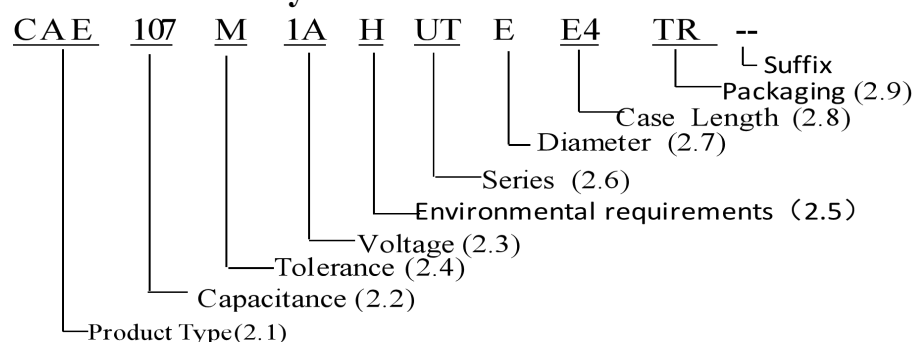 CAE 107 M 1A H UT E E4 TR --
Suffix
Packaging (2.9)
Case Length (2.8)
Diameter (2.7)
Series (2.6)
Environmental requirements（2.5）
Voltage (2.3)
Tolerance (2.4)
Capacitance (2.2)
Product Type(2.1)